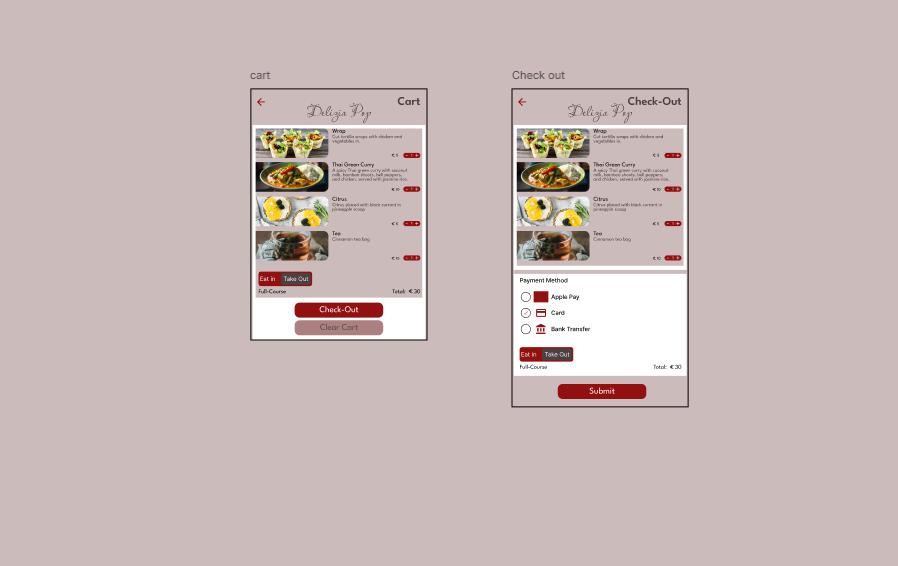 cart
Cart
Delizia Pop
Wrap
Cut tortilla wraps with chicken and
vegetables in.
€ 5 - 1 +
Thai Green Curry
A spicy Thai green curry with coconut
milk, bamboo shoots, bell peppers,
and chicken, served with jasmine rice.
€ 10 - 1 +
Citrus
Citrus placed with black currant in
pineapple scoop
€ 5 - 1 +
Tea
Cinnamon tea bag
€ 10 - 1 +
Eat in Take Out
Full-Course Total: € 30
Check-Out
Clear Cart
Check out
Check-Out
Delizia Pop
Wrap
Cut tortilla wraps with chicken and
vegetables in.
€ 5 - 1 +
Thai Green Curry
A spicy Thai green curry with coconut
milk, bamboo shoots, bell peppers,
and chicken, served with jasmine rice.
€ 10 - 1 +
Citrus
Citrus placed with black currant in
pineapple scoop
€ 5 - 1 +
Tea
Cinnamon tea bag
€ 10 - 1 +
Payment Method
Apple Pay
Card
Bank Transfer
Eat in Take Out
Full-Course Total: € 30
Submit